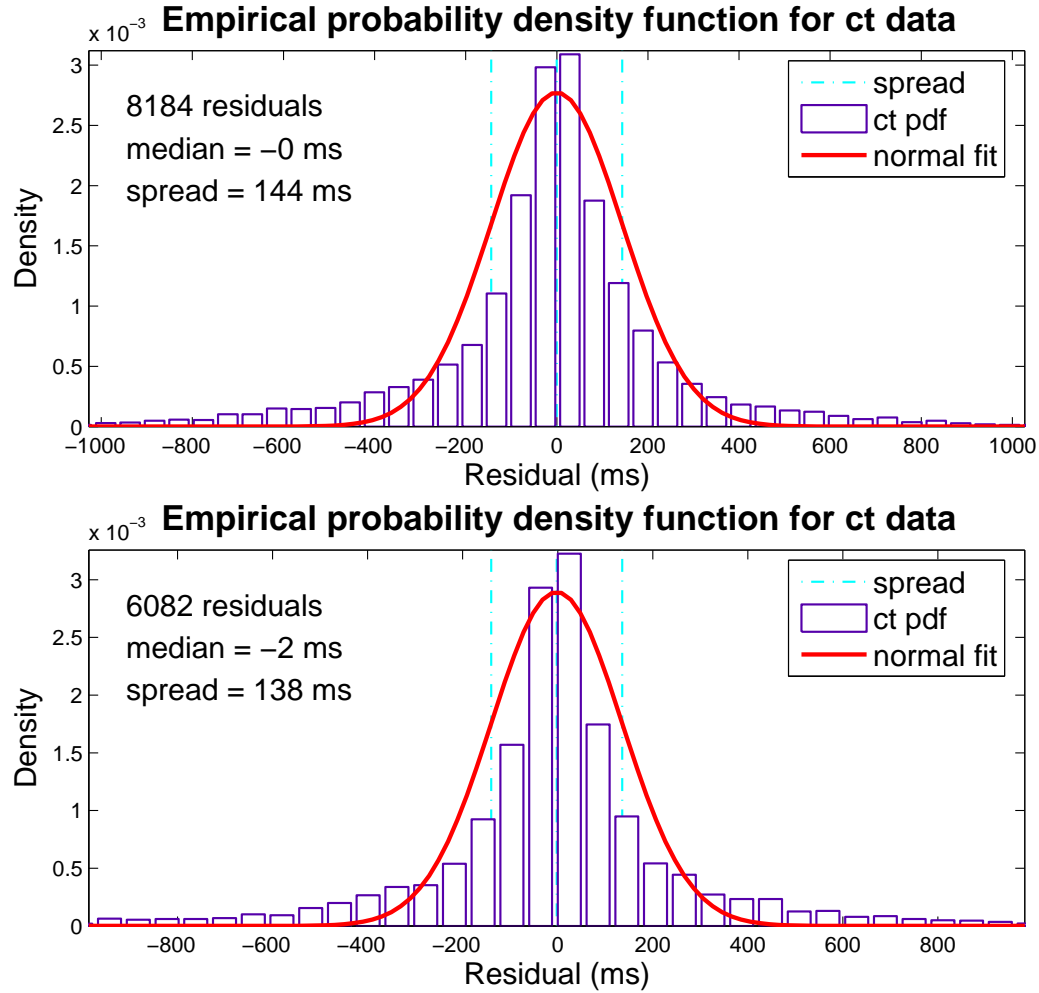 Empirical probability density function for ct data
x 10⁻³
3
2.5
2
1.5
1
0.5
0
Density
8184 residuals
median = −0 ms
spread = 144 ms
spread
ct pdf
normal fit
−1000 −800 −600 −400 −200 0 200 400 600 800 1000
Residual (ms)
Empirical probability density function for ct data
x 10⁻³
3
2.5
2
1.5
1
0.5
0
Density
6082 residuals
median = −2 ms
spread = 138 ms
spread
ct pdf
normal fit
−800 −600 −400 −200 0 200 400 600 800
Residual (ms)